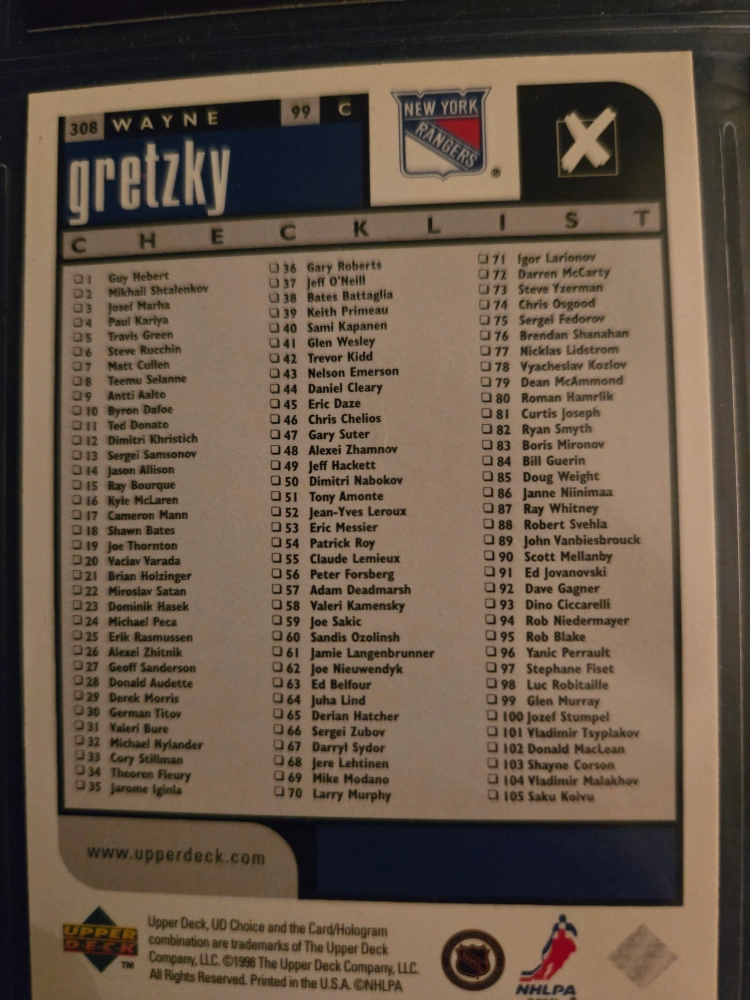 308 WAYNE 99 C
gretzky
NEW YORK
RANGERS
®
CHECKLIST
1 Guy Hebert
2 Mikhail Shtalenkov
3 Josef Marha
4 Paul Kariya
5 Travis Green
6 Steve Rucchin
7 Matt Cullen
8 Teemu Selanne
9 Antti Aalto
10 Byron Dafoe
11 Ted Donato
12 Dimitri Khristich
13 Sergei Samsonov
14 Jason Allison
15 Ray Bourque
16 Kyle McLaren
17 Cameron Mann
18 Shawn Bates
19 Joe Thornton
20 Vaclav Varada
21 Brian Holzinger
22 Miroslav Satan
23 Dominik Hasek
24 Michael Peca
25 Erik Rasmussen
26 Alexei Zhitnik
27 Geoff Sanderson
28 Donald Audette
29 Derek Morris
30 German Titov
31 Valeri Bure
32 Michael Nylander
33 Cory Stillman
34 Theoren Fleury
35 Jarome Iginla
36 Gary Roberts
37 Jeff O'Neill
38 Bates Battaglia
39 Keith Primeau
40 Sami Kapanen
41 Glen Wesley
42 Trevor Kidd
43 Nelson Emerson
44 Daniel Cleary
45 Eric Daze
46 Chris Chelios
47 Gary Suter
48 Alexei Zhamnov
49 Jeff Hackett
50 Dimitri Nabokov
51 Tony Amonte
52 Jean-Yves Leroux
53 Eric Messier
54 Patrick Roy
55 Claude Lemieux
56 Peter Forsberg
57 Adam Deadmarsh
58 Valeri Kamensky
59 Joe Sakic
60 Sandis Ozolinsh
61 Jamie Langenbrunner
62 Joe Nieuwendyk
63 Ed Belfour
64 Juha Lind
65 Derian Hatcher
66 Sergei Zubov
67 Darryl Sydor
68 Jere Lehtinen
69 Mike Modano
70 Larry Murphy
71 Igor Larionov
72 Darren McCarty
73 Steve Yzerman
74 Chris Osgood
75 Sergei Fedorov
76 Brendan Shanahan
77 Nicklas Lidstrom
78 Vyacheslav Kozlov
79 Dean McAmmond
80 Roman Hamrlik
81 Curtis Joseph
82 Ryan Smyth
83 Boris Mironov
84 Bill Guerin
85 Doug Weight
86 Janne Niinimaa
87 Ray Whitney
88 Robert Svehla
89 John Vanbiesbrouck
90 Scott Mellanby
91 Ed Jovanovski
92 Dave Gagner
93 Dino Ciccarelli
94 Rob Niedermayer
95 Rob Blake
96 Yanic Perrault
97 Stephane Fiset
98 Luc Robitaille
99 Glen Murray
100 Jozef Stumpel
101 Vladimir Tsyplakov
102 Donald MacLean
103 Shayne Corson
104 Vladimir Malakhov
105 Saku Koivu
www.upperdeck.com
UPPER
DECK
™
Upper Deck, UD Choice and the Card/Hologram
combination are trademarks of The Upper Deck
Company, LLC. ©1998 The Upper Deck Company, LLC.
All Rights Reserved. Printed in the U.S.A. ©NHLPA
NHL
NHLPA